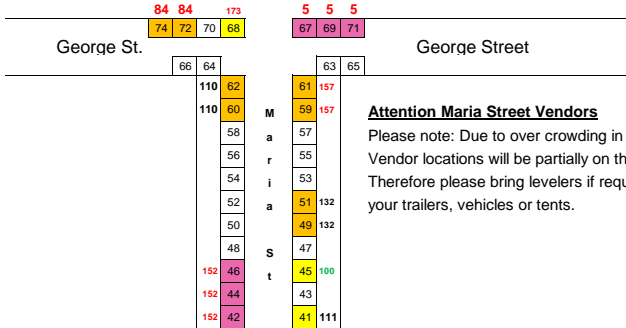 84 84 173 5 5 5
74 72 70 68 67 69 71
George St. George Street
66 64 63 65
110 62 61 157
110 60 M 59 157 Attention Maria Street Vendors
58 a 57 Please note: Due to over crowding in
56 r 55 Vendor locations will be partially on th
54 i 53 Therefore please bring levelers if requ
52 a 51 132 your trailers, vehicles or tents.
50 49 132
48 S 47
152 46 t 45 100
152 44 43
152 42 41 111